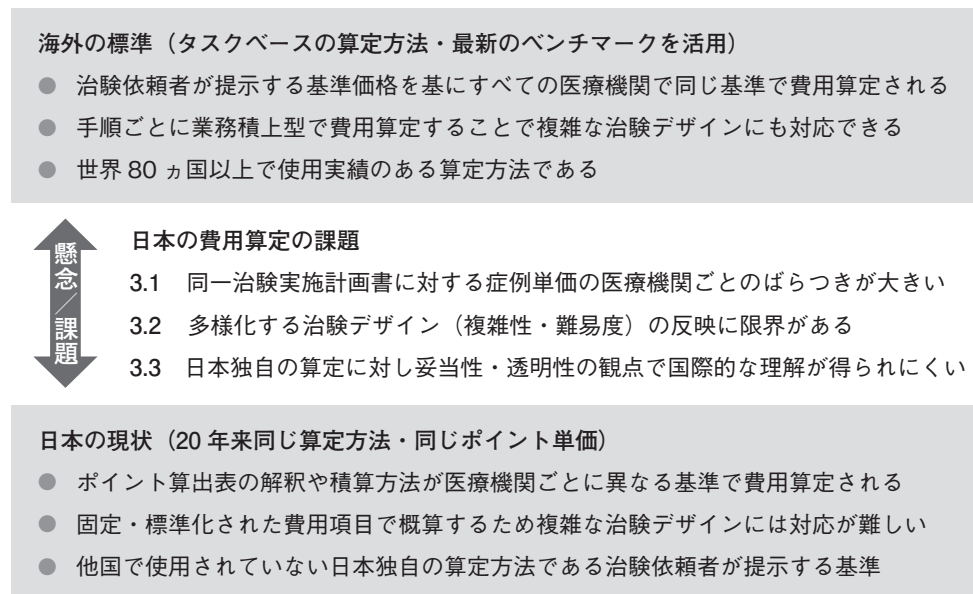 海外の標準（タスクベースの算定方法・最新のベンチマークを活用）
● 治験依頼者が提示する基準価格を基にすべての医療機関で同じ基準で費用算定される
● 手順ごとに業務積上型で費用算定することで複雑な治験デザインにも対応できる
● 世界 80 ヵ国以上で使用実績のある算定方法である
懸念／課題
日本の費用算定の課題
3.1 同一治験実施計画書に対する症例単価の医療機関ごとのばらつきが大きい
3.2 多様化する治験デザイン（複雑性・難易度）の反映に限界がある
3.3 日本独自の算定に対し妥当性・透明性の観点で国際的な理解が得られにくい
日本の現状（20 年来同じ算定方法・同じポイント単価）
● ポイント算出表の解釈や積算方法が医療機関ごとに異なる基準で費用算定される
● 固定・標準化された費用項目で概算するため複雑な治験デザインには対応が難しい
● 他国で使用されていない日本独自の算定方法である治験依頼者が提示する基準